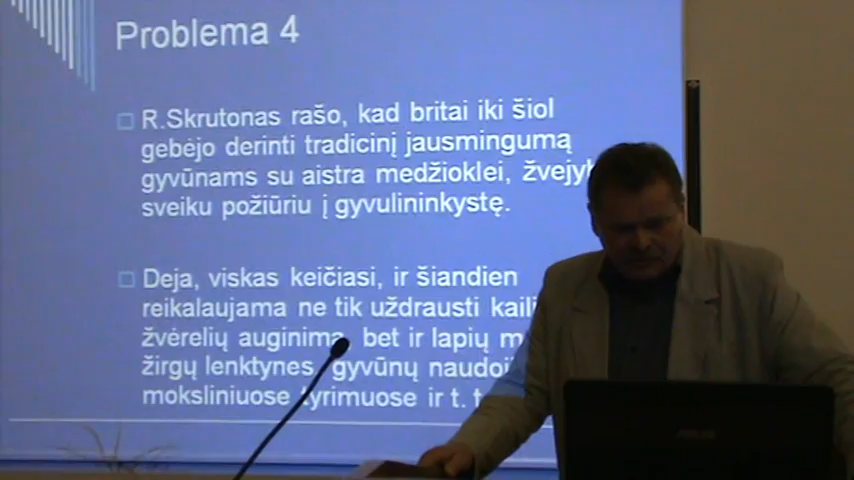 Problema 4
R.Skrutonas rašo, kad britai iki šiol
gebėjo derinti tradicinį jausmingumą
gyvūnams su aistra medžioklei,
sveiku požiūriu į gyvulininkystę.
Deja, viskas keičiasi, ir šiandien
reikalaujama ne tik uždrausti
žvėrelių auginimą, bet ir lapių
žirgų lenktynes, gyvūnų
moksliniuose tyrimuose ir t.